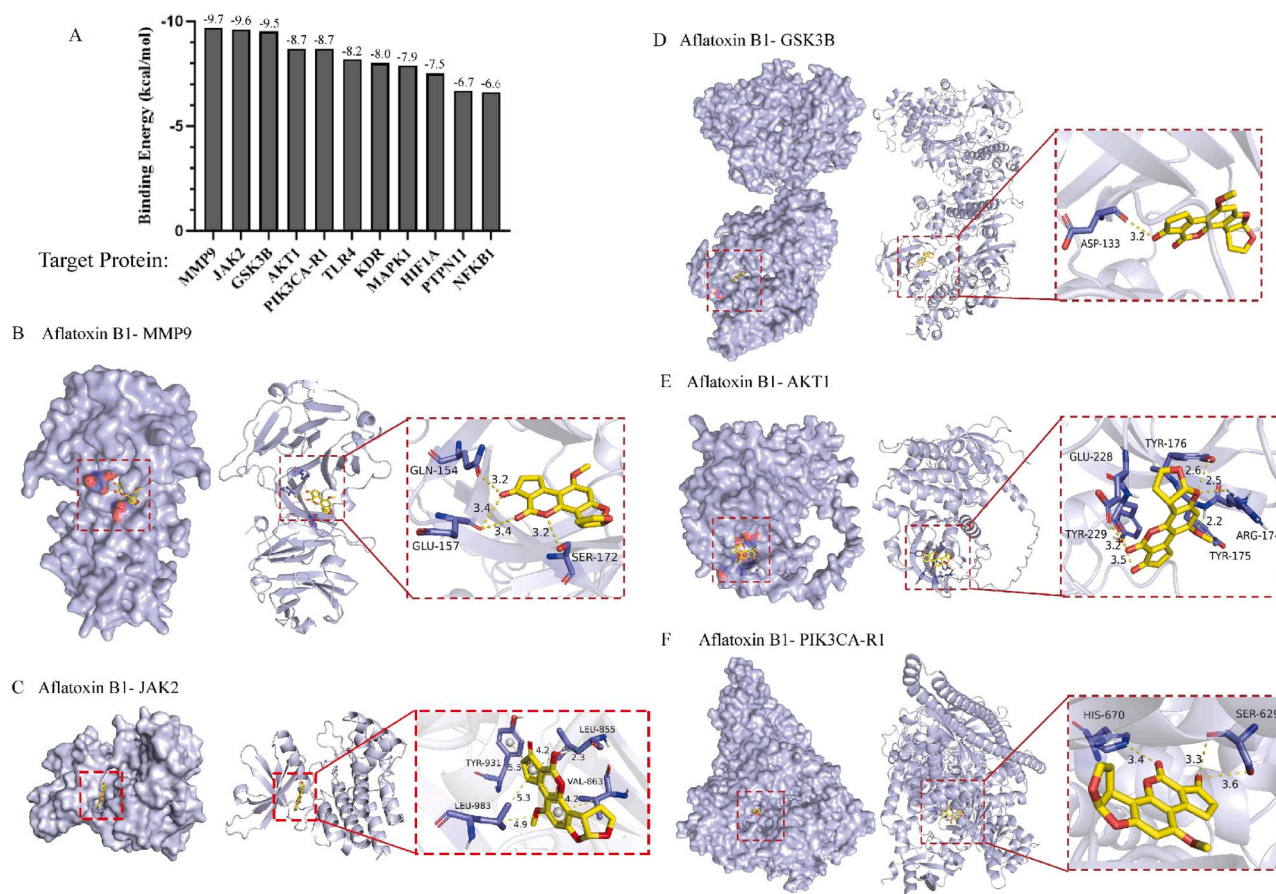 A
Binding Energy (kcal/mol)
-10
-5
0
-9.7
-9.6
-9.5
-8.7
-8.7
-8.2
-8.0
-7.9
-7.5
-6.7
-6.6
Target Protein:
MMP9
JAK2
GSK3B
AKT1
PIK3CA-R1
TLR4
KDR
MAPK1
HIF1A
PTPN11
NFKB1
B Aflatoxin B1- MMP9
GLN-154
3.2
3.4
3.4
3.2
GLU-157
SER-172
C Aflatoxin B1- JAK2
LEU-855
4.2
2.3
TYR-931
5.5
VAL-863
5.3
4.2
LEU-983
4.9
D Aflatoxin B1- GSK3B
ASP-133
3.2
E Aflatoxin B1- AKT1
TYR-176
GLU-228
2.6
2.5
2.2
ARG-174
TYR-229
3.2
TYR-175
3.5
F Aflatoxin B1- PIK3CA-R1
HIS-670
SER-629
3.4
3.3
3.6